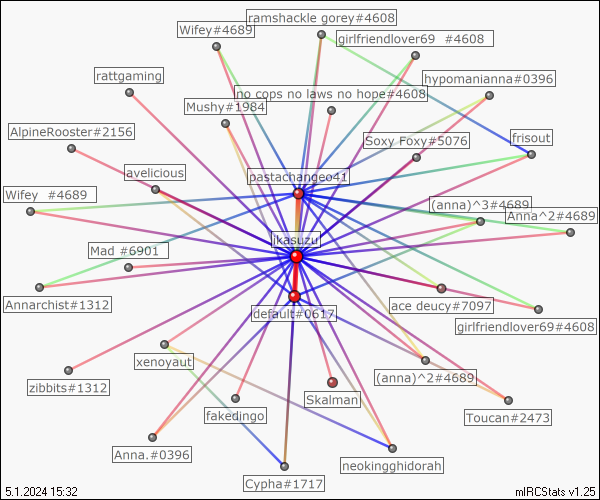 ramshackle gorey#4608
Wifey#4689
girlfriendlover69 #4608
rattgaming
hypomanianna#0396
no cops no laws no hope#4608
Mushy#1984
AlpineRooster#2156
Soxy Foxy#5076
frisout
avelicious
pastachangeo41
Wifey #4689
(anna)^3#4689
Anna^2#4689
jkasuzu
Mad #6901
Annarchist#1312
ace deucy#7097
default#0617
girlfriendlover69#4608
xenoyaut
(anna)^2#4689
zibbits#1312
Skalman
fakedingo
Toucan#2473
Anna.#0396
neokingghidorah
Cypha#1717
5.1.2024 15:32
mIRCStats v1.25